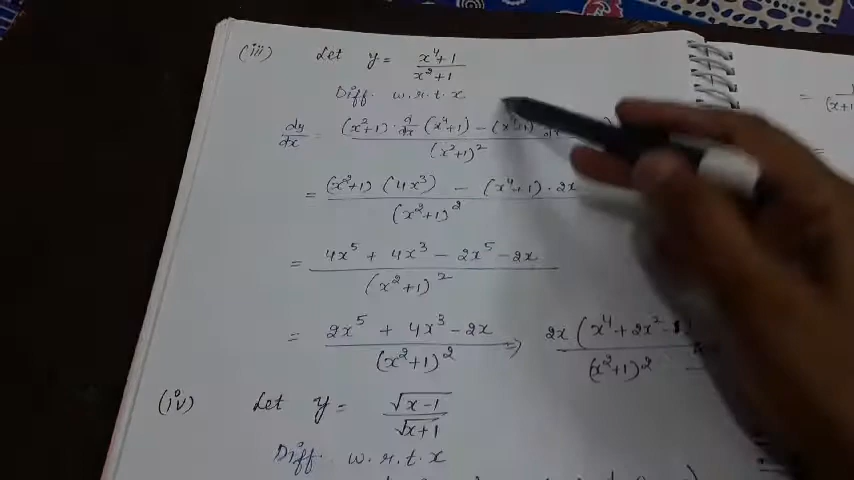 (iii) Let y = x⁴+1 / x²+1
Diff. w.r.t. x
dy/dx = (x²+1) · d/dx (x⁴+1) − (x⁴+1) / (x²+1)²
= (x²+1) (4x³) − (x⁴+1) · 2x / (x²+1)²
= 4x⁵ + 4x³ − 2x⁵ − 2x / (x²+1)²
= 2x⁵ + 4x³ − 2x / (x²+1)² ⇒ 2x (x⁴ + 2x² − 1) / (x²+1)²
(iv) Let y = √x−1 / √x+1
Diff. w.r.t. x
=
(x+1
=